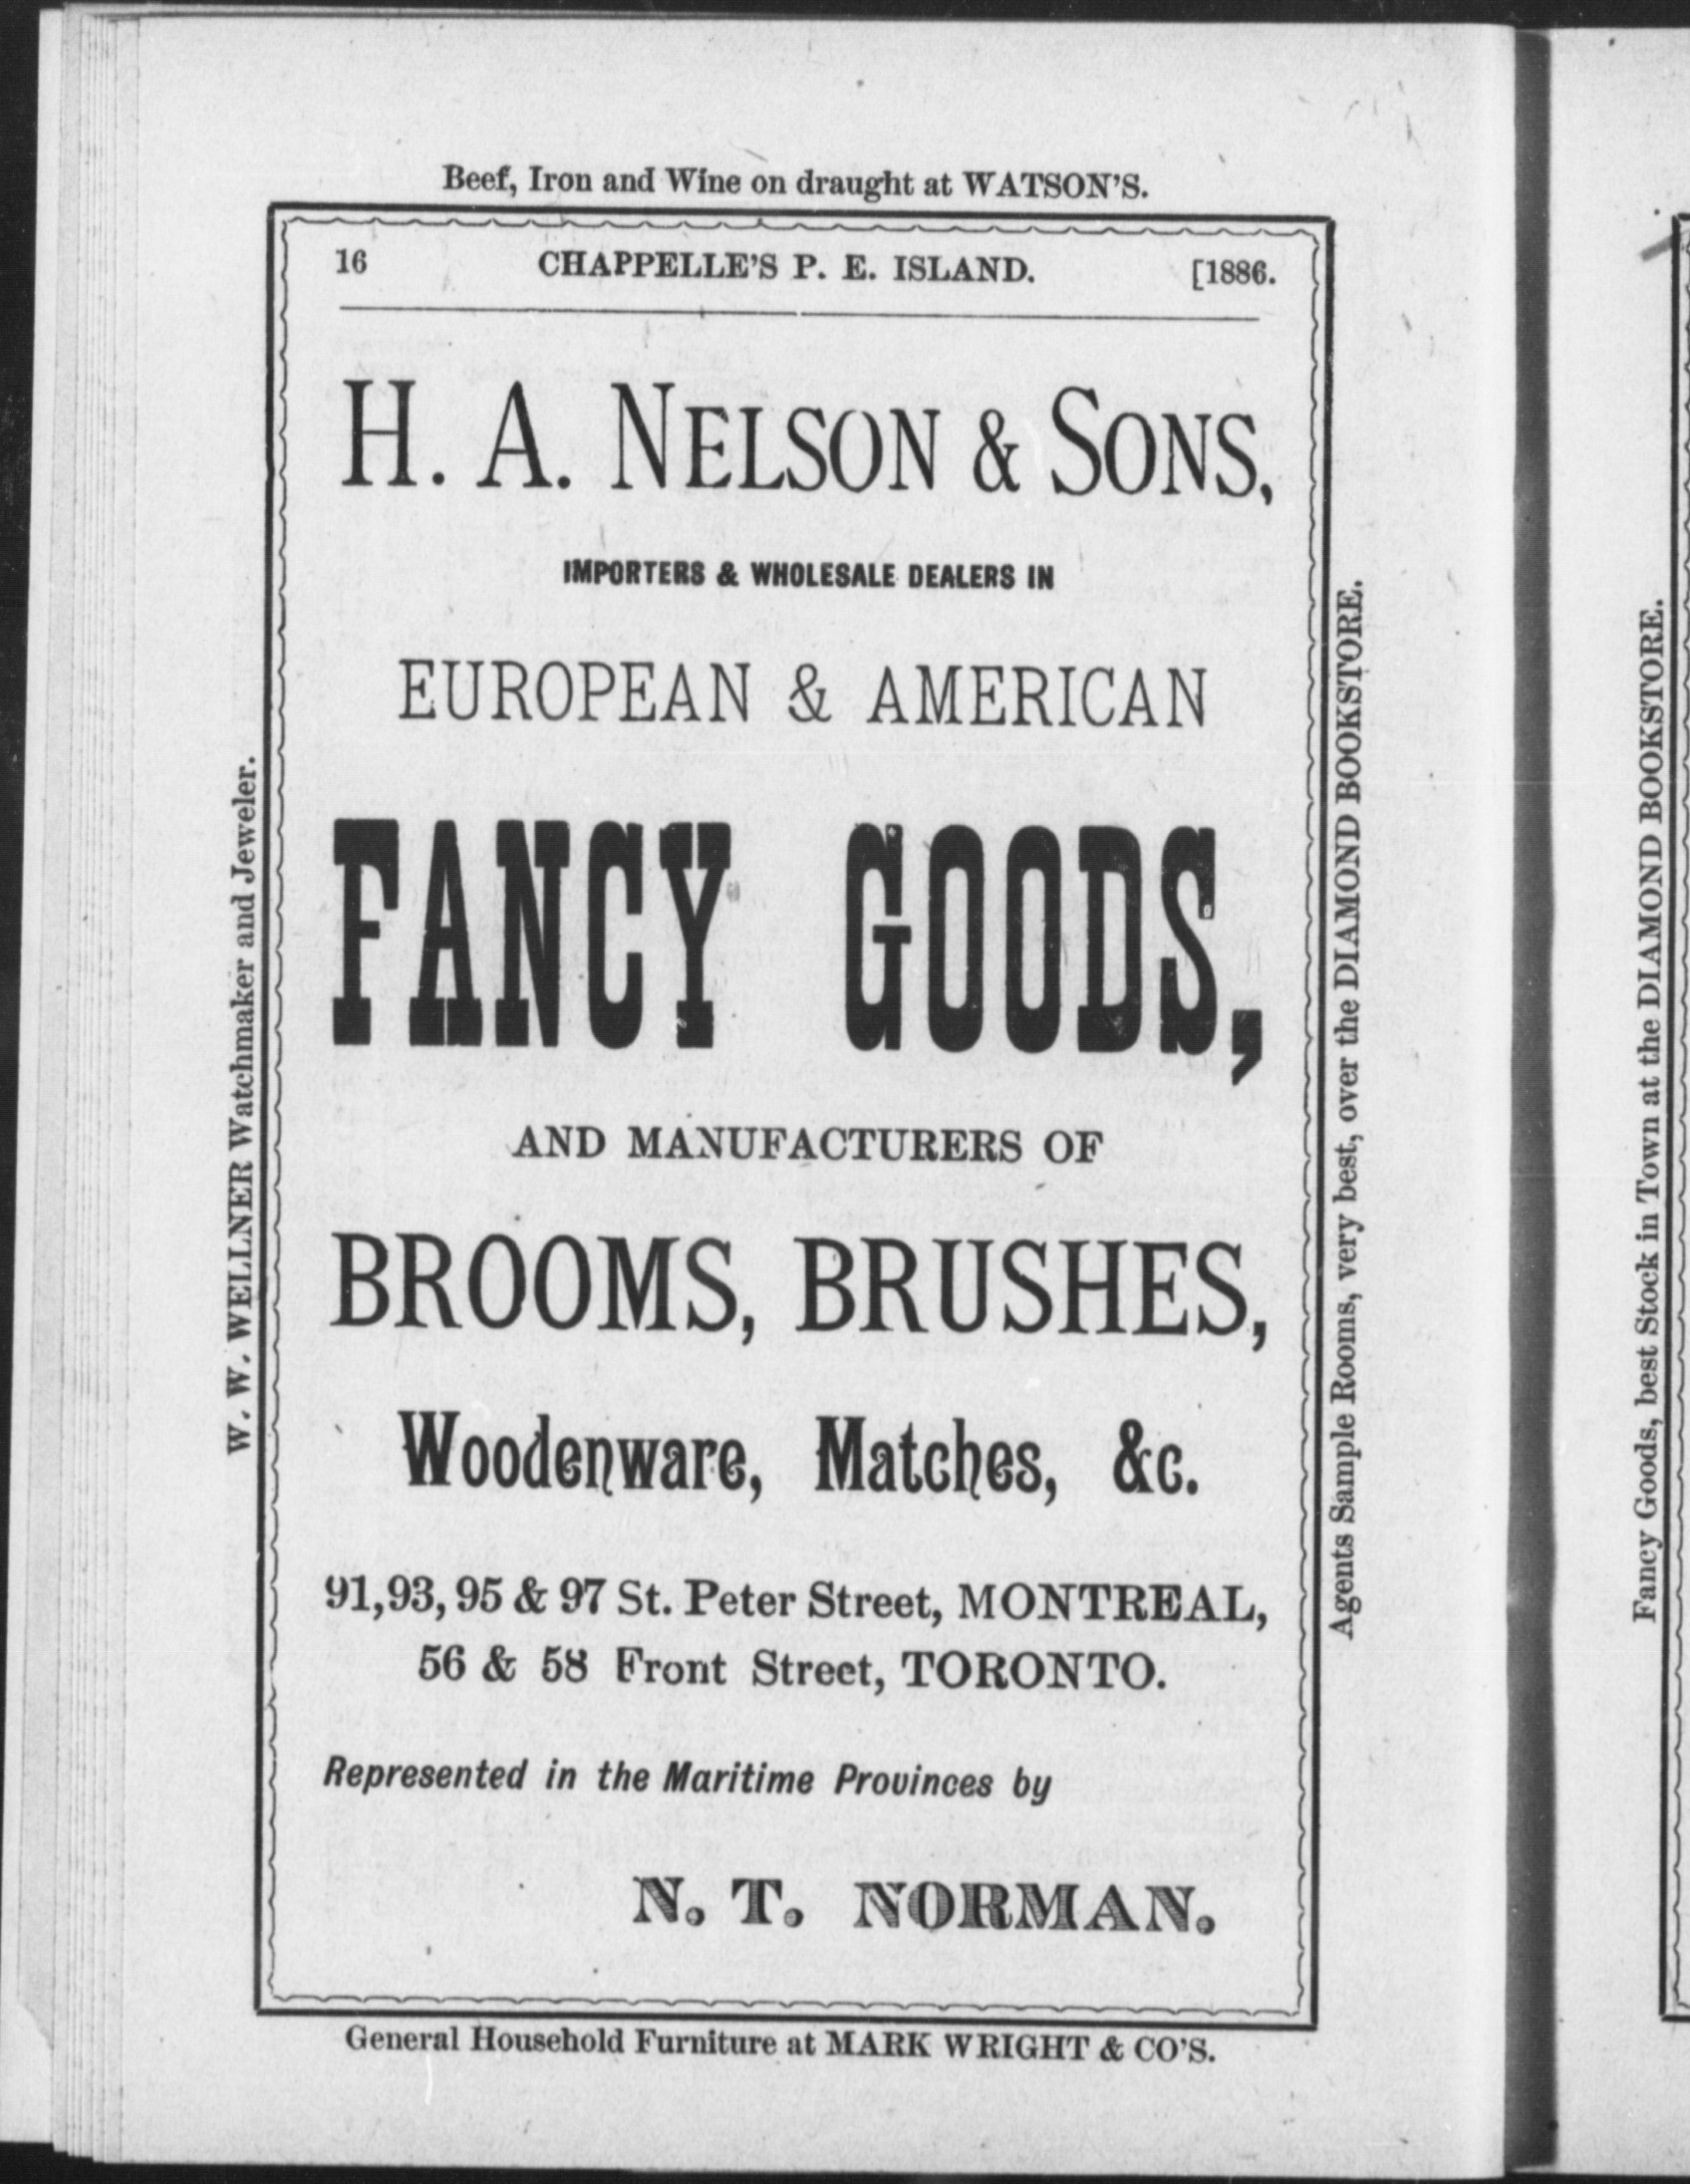 Beef, Iron and Wine on draught at WATSON'S.
16 CHAPPELLE'S P. E. ISLAND. [1886.
H. A. NELSON & SONS,
IMPORTERS & WHOLESALE DEALERS IN
EUROPEAN & AMERICAN
FANCY GOODS,
AND MANUFACTURERS OF
BROOMS, BRUSHES,
Woodenware, Matches, &c.
91,93, 95 & 97 St. Peter Street, MONTREAL,
56 & 58 Front Street, TORONTO.
Represented in the Maritime Provinces by
N. T. NORMAN.
General Household Furniture at MARK WRIGHT & CO'S.
W. W. WELLNER Watchmaker and Jeweler.
Agents Sample Rooms, very best, over the DIAMOND BOOKSTORE.
Fancy Goods, best Stock in Town at the DIAMOND BOOKSTORE.